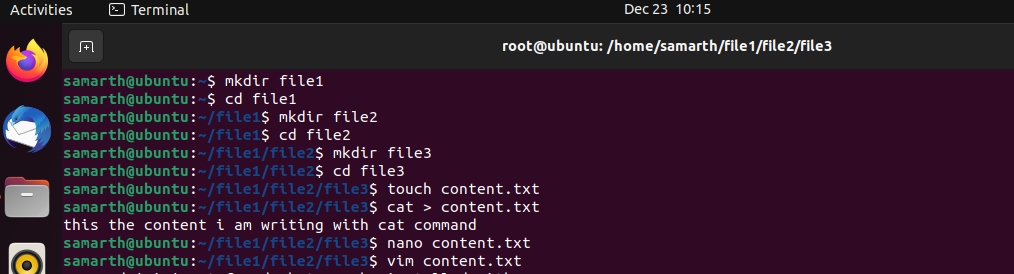 Activities Terminal Dec 23 10:15
root@ubuntu: /home/samarth/file1/file2/file3
samarth@ubuntu:~$ mkdir file1
samarth@ubuntu:~$ cd file1
samarth@ubuntu:~/file1$ mkdir file2
samarth@ubuntu:~/file1$ cd file2
samarth@ubuntu:~/file1/file2$ mkdir file3
samarth@ubuntu:~/file1/file2$ cd file3
samarth@ubuntu:~/file1/file2/file3$ touch content.txt
samarth@ubuntu:~/file1/file2/file3$ cat > content.txt
this the content i am writing with cat command
samarth@ubuntu:~/file1/file2/file3$ nano content.txt
samarth@ubuntu:~/file1/file2/file3$ vim content.txt